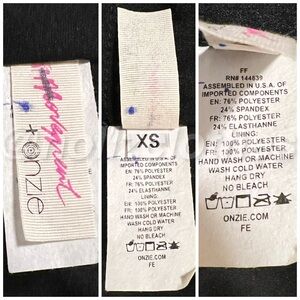 +
onzie
XS
ASSEMBLED IN U.S.A. OF
IMPORTED COMPONENTS
EN: 76% POLYESTER
24% SPANDEX
FR: 76% POLYESTER
24% ELASTHANNE
LINING:
EN: 100% POLYESTER
FR: 100% POLYESTER
HAND WASH OR MACHINE
WASH COLD WATER
HANG DRY
NO BLEACH
ONZIE.COM
FE
FF
RN# 144839
ASSEMBLED IN U.S.A. OF
IMPORTED COMPONENTS
EN: 76% POLYESTER
24% SPANDEX
FR: 76% POLYESTER
24% ELASTHANNE
LINING:
EN: 100% POLYESTER
FR: 100% POLYESTER
HAND WASH OR MACHINE
WASH COLD WATER
HANG DRY
NO BLEACH
ONZIE.COM
FE